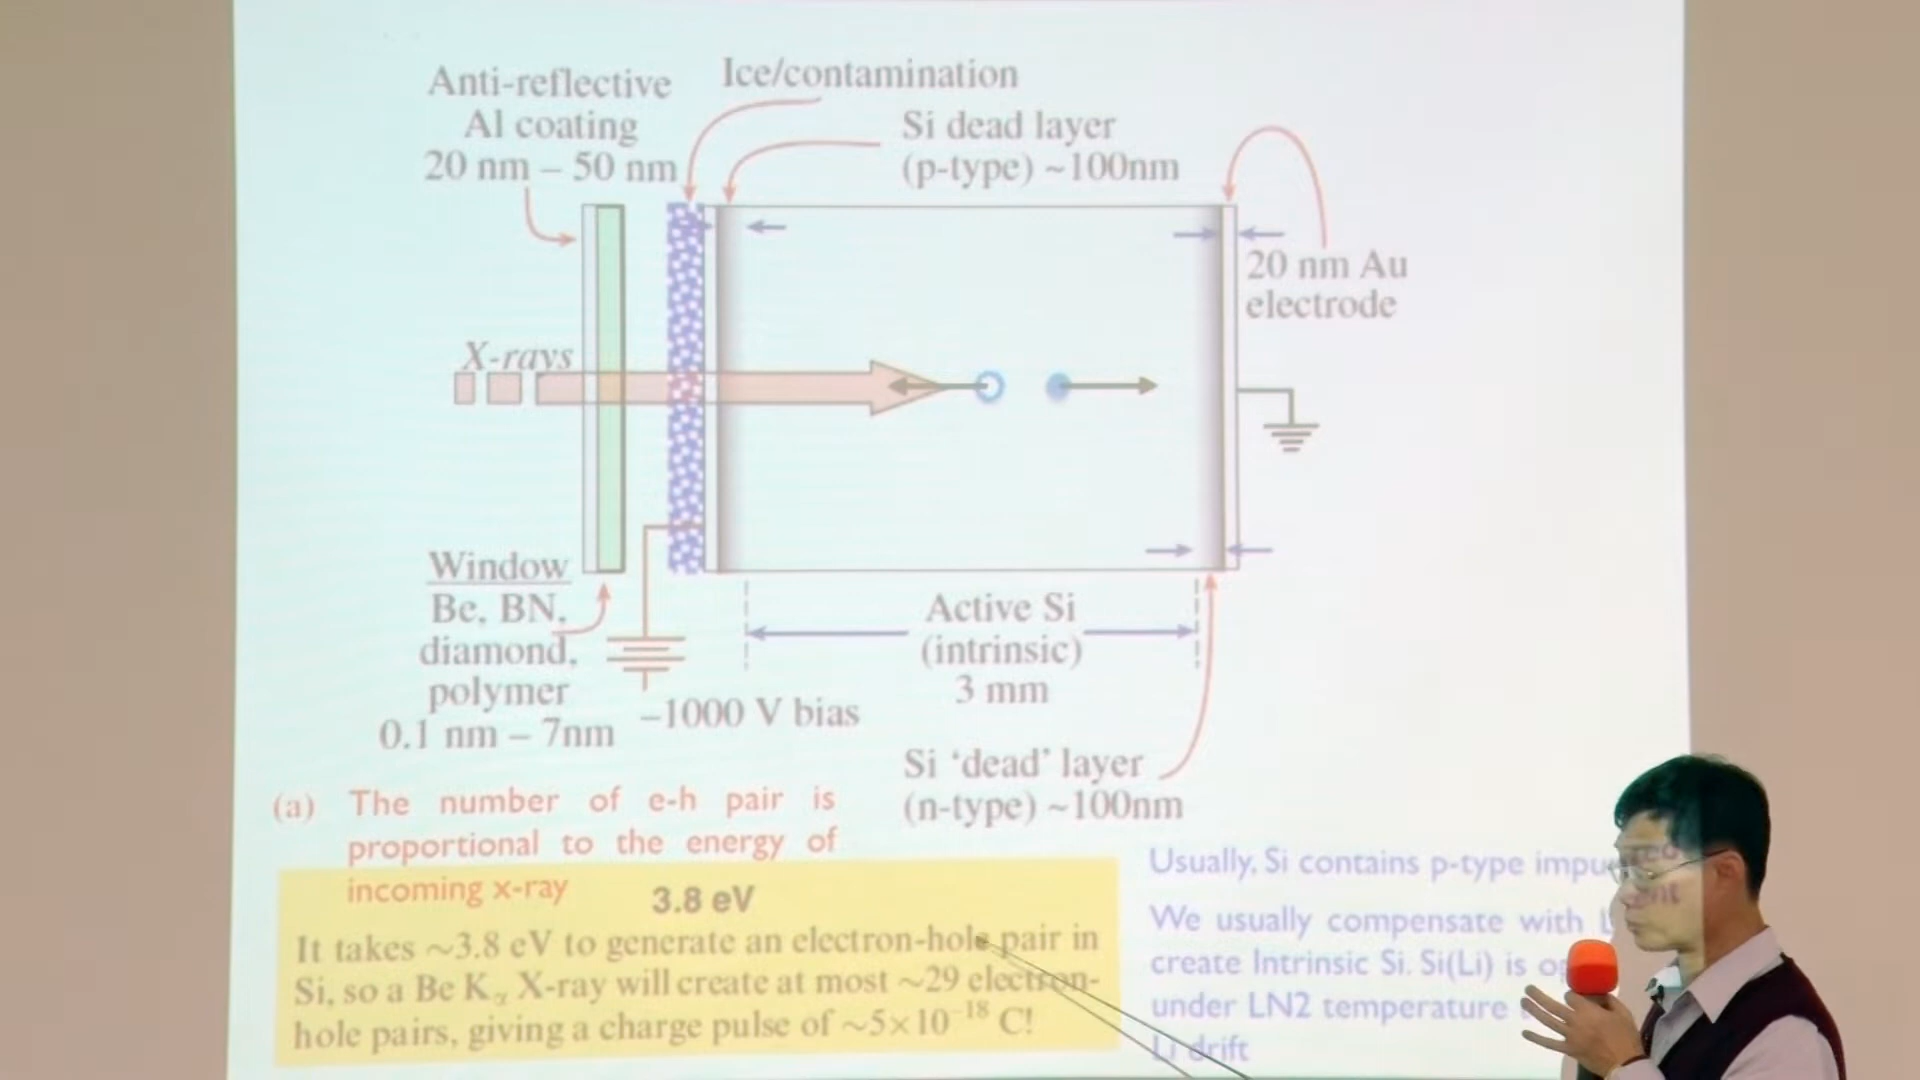 Anti-reflective
Al coating
20 nm – 50 nm
Ice/contamination
Si dead layer
(p-type) ~100nm
20 nm Au
electrode
X-rays
Window
Be, BN,
diamond,
polymer
0.1 nm – 7nm
–1000 V bias
Active Si
(intrinsic)
3 mm
Si ‘dead’ layer
(n-type) ~100nm
(a) The number of e-h pair is
proportional to the energy of
incoming x-ray
3.8 eV
It takes ~3.8 eV to generate an electron-hole pair in
Si, so a Be Kα X-ray will create at most ~29 electron-
hole pairs, giving a charge pulse of ~5×10⁻¹⁸ C!
Usually, Si contains p-type
We usually compensate with
create Intrinsic Si. Si(Li) is
under LN2 temperature
Li drift